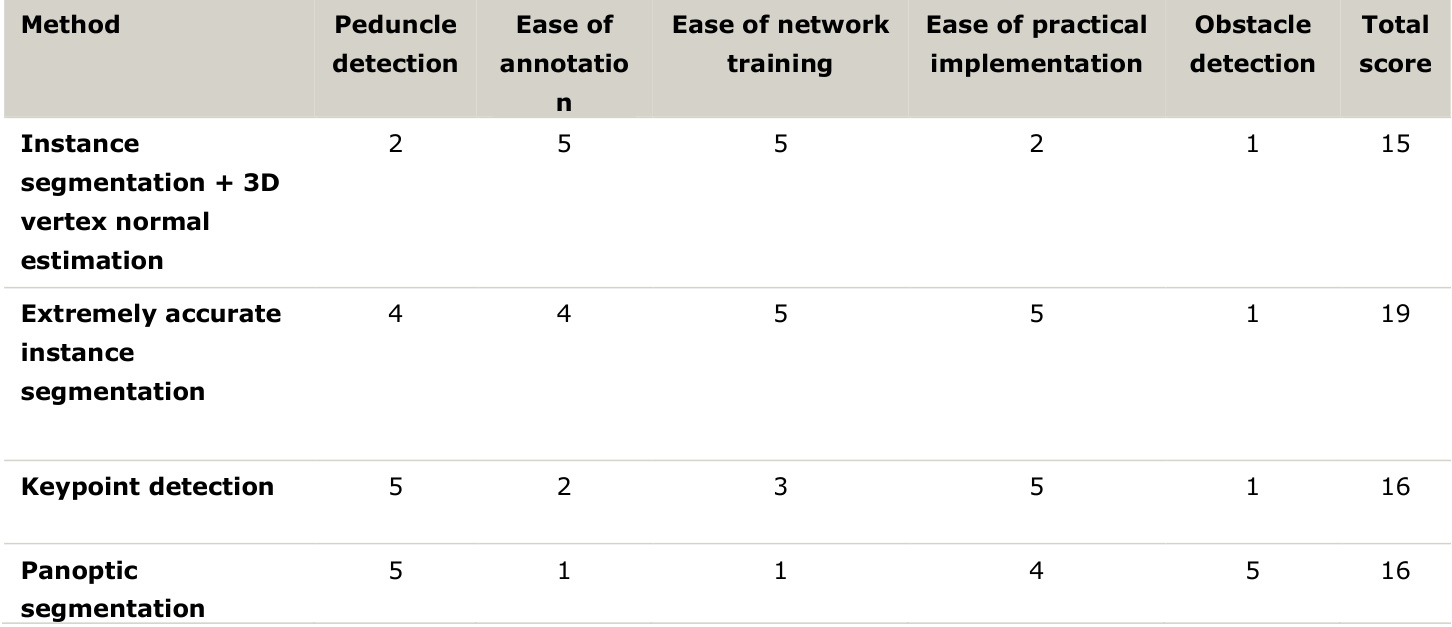 Method Peduncle Ease of Ease of network Ease of practical Obstacle Total
detection annotatio training implementation detection score
n
Instance 2 5 5 2 1 15
segmentation + 3D
vertex normal
estimation
Extremely accurate 4 4 5 5 1 19
instance
segmentation
Keypoint detection 5 2 3 5 1 16
Panoptic 5 1 1 4 5 16
segmentation